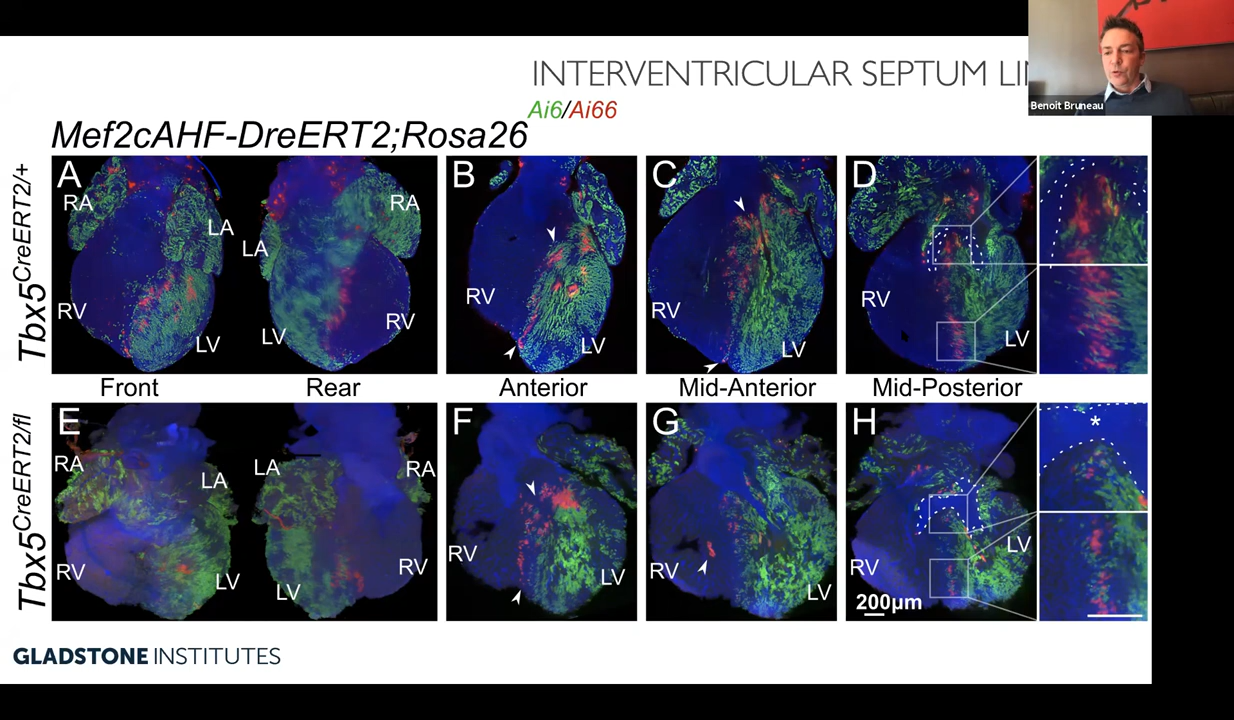 INTERVENTRICULAR SEPTUM
Benoit Bruneau
Ai6/Ai66
Mef2cAHF-DreERT2;Rosa26
Tbx5CreERT2/+
A
RA
LA
LA
RA
RV
LV
LV
RV
B
RV
LV
C
RV
LV
D
RV
LV
Front
Rear
Anterior
Mid-Anterior
Mid-Posterior
Tbx5CreERT2/fl
E
RA
LA
LA
RA
RV
LV
LV
RV
F
RV
LV
G
RV
LV
H
*
RV
LV
200μm
GLADSTONE INSTITUTES